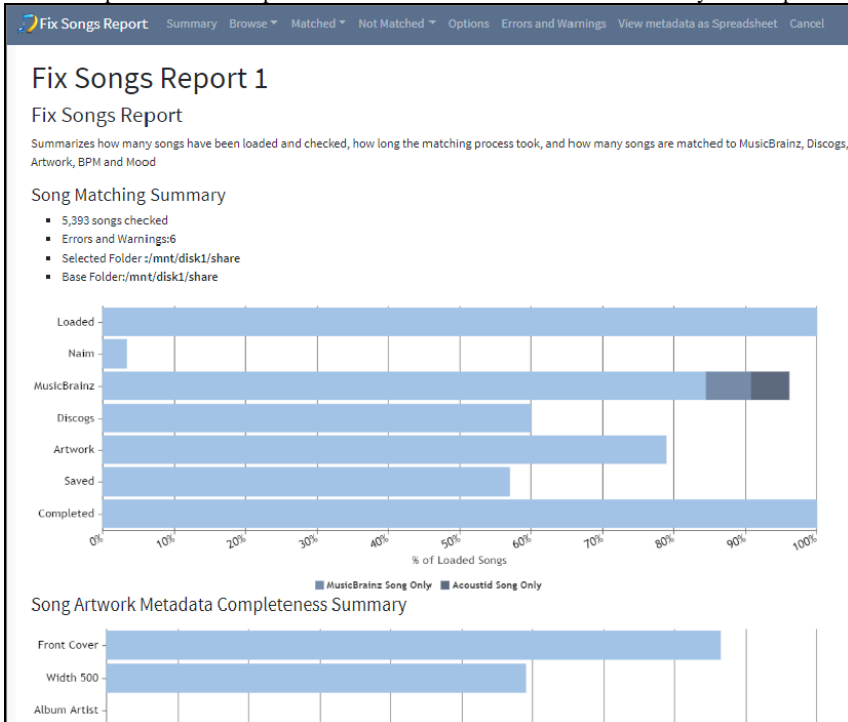 Fix Songs Report Summary Browse Matched Not Matched Options Errors and Warnings View metadata as Spreadsheet Cancel
Fix Songs Report 1
Fix Songs Report
Summarizes how many songs have been loaded and checked, how long the matching process took, and how many songs are matched to MusicBrainz, Discogs,
Artwork, BPM and Mood
Song Matching Summary
5,393 songs checked
Errors and Warnings:6
Selected Folder :/mnt/disk1/share
Base Folder:/mnt/disk1/share
Loaded
Naim
MusicBrainz
Discogs
Artwork
Saved
Completed
0% 10% 20% 30% 40% 50% 60% 70% 80% 90% 100%
% of Loaded Songs
MusicBrainz Song Only Acoustid Song Only
Song Artwork Metadata Completeness Summary
Front Cover
Width 500
Album Artist